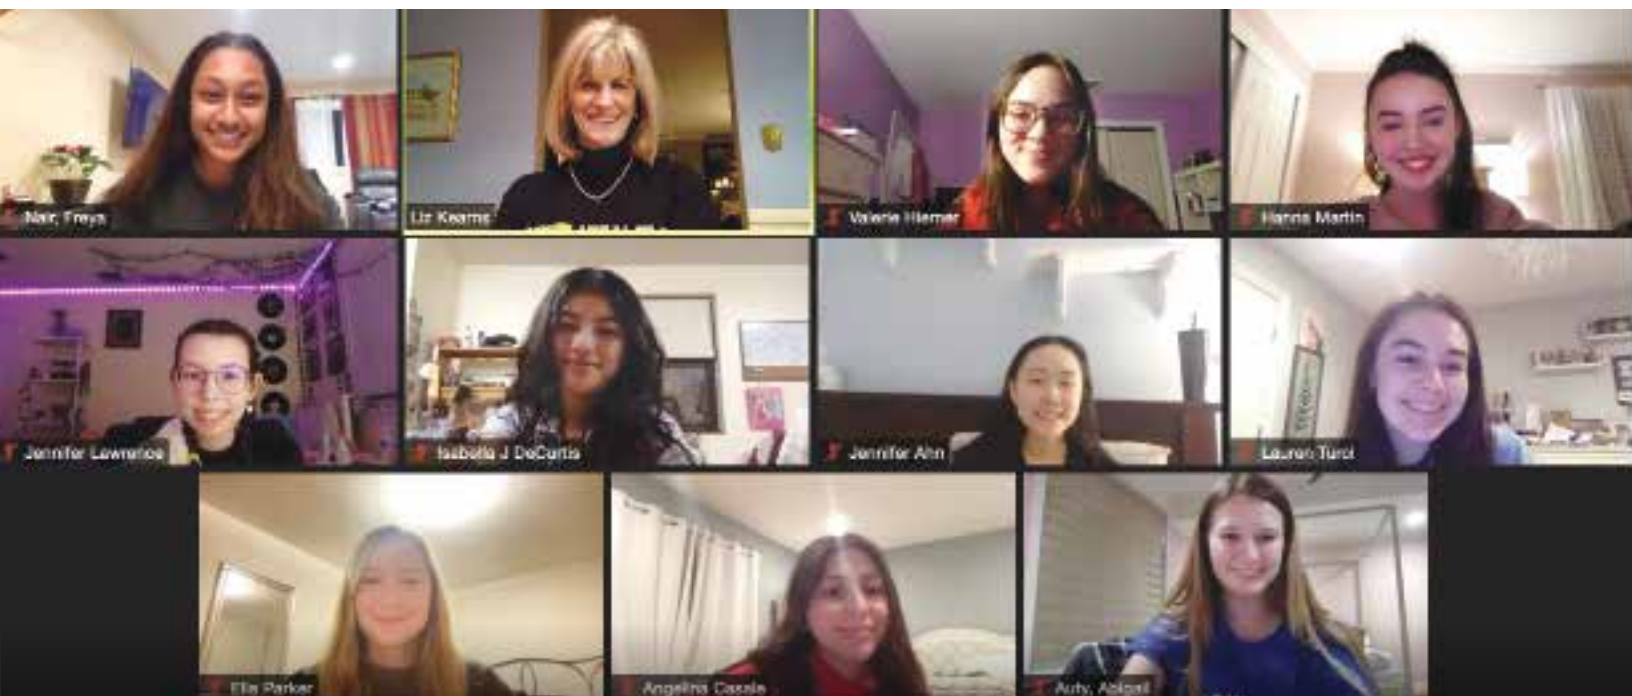 Nair, Freya
Liz Kearns
Valerie Hiemer
Hanna Martin
Jennifer Lawrence
Isabella J DeCurtis
Jennifer Ahn
Lauren Turol
Ella Parker
Angelina Casale
Auty, Abigail